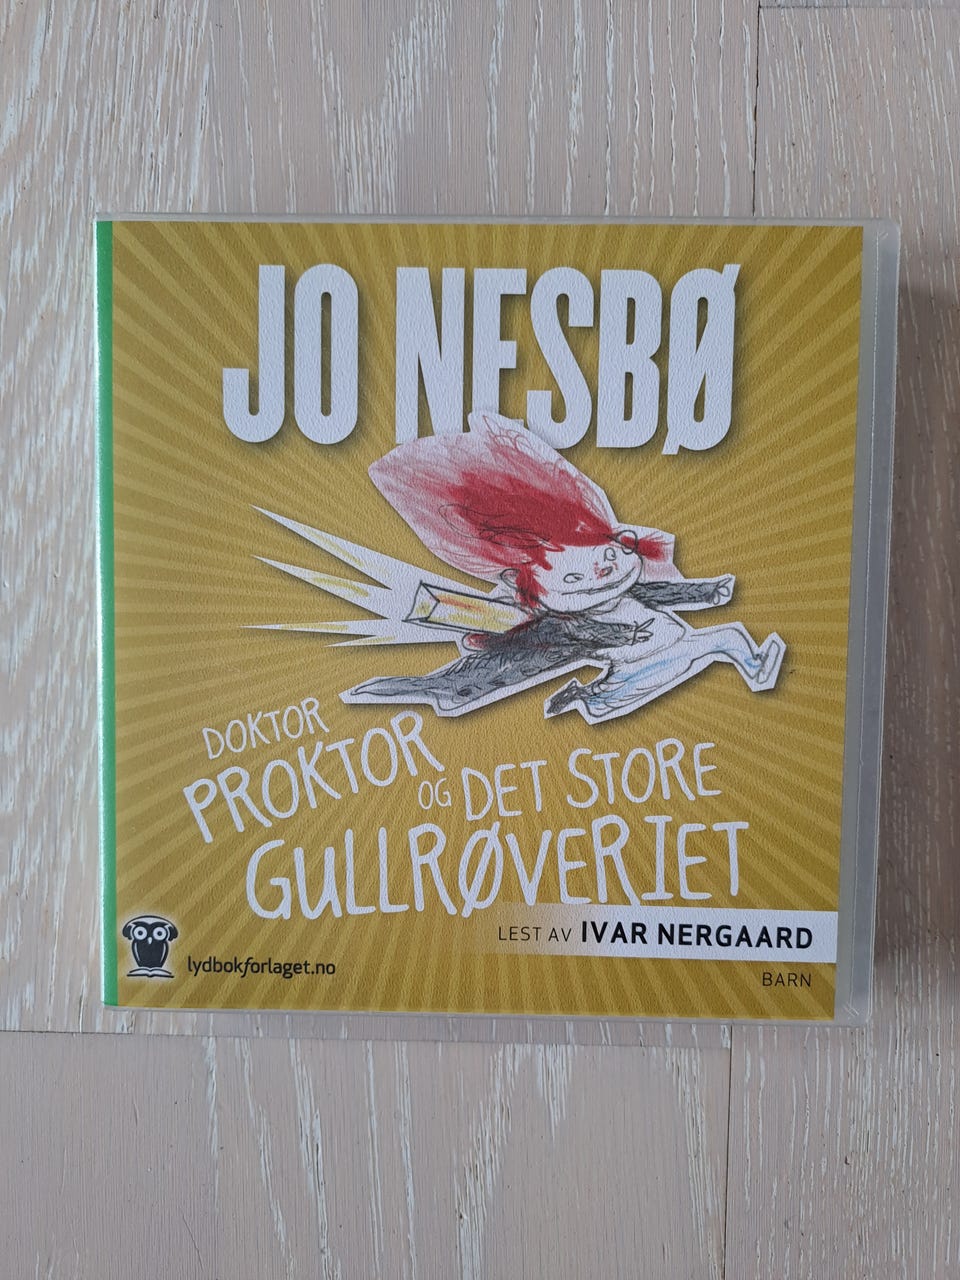 JO NESBØ
DOKTOR
PROKTOR
OG DET STORE
GULLRØVERIET
LEST AV IVAR NERGAARD
lydbokforlaget.no
BARN